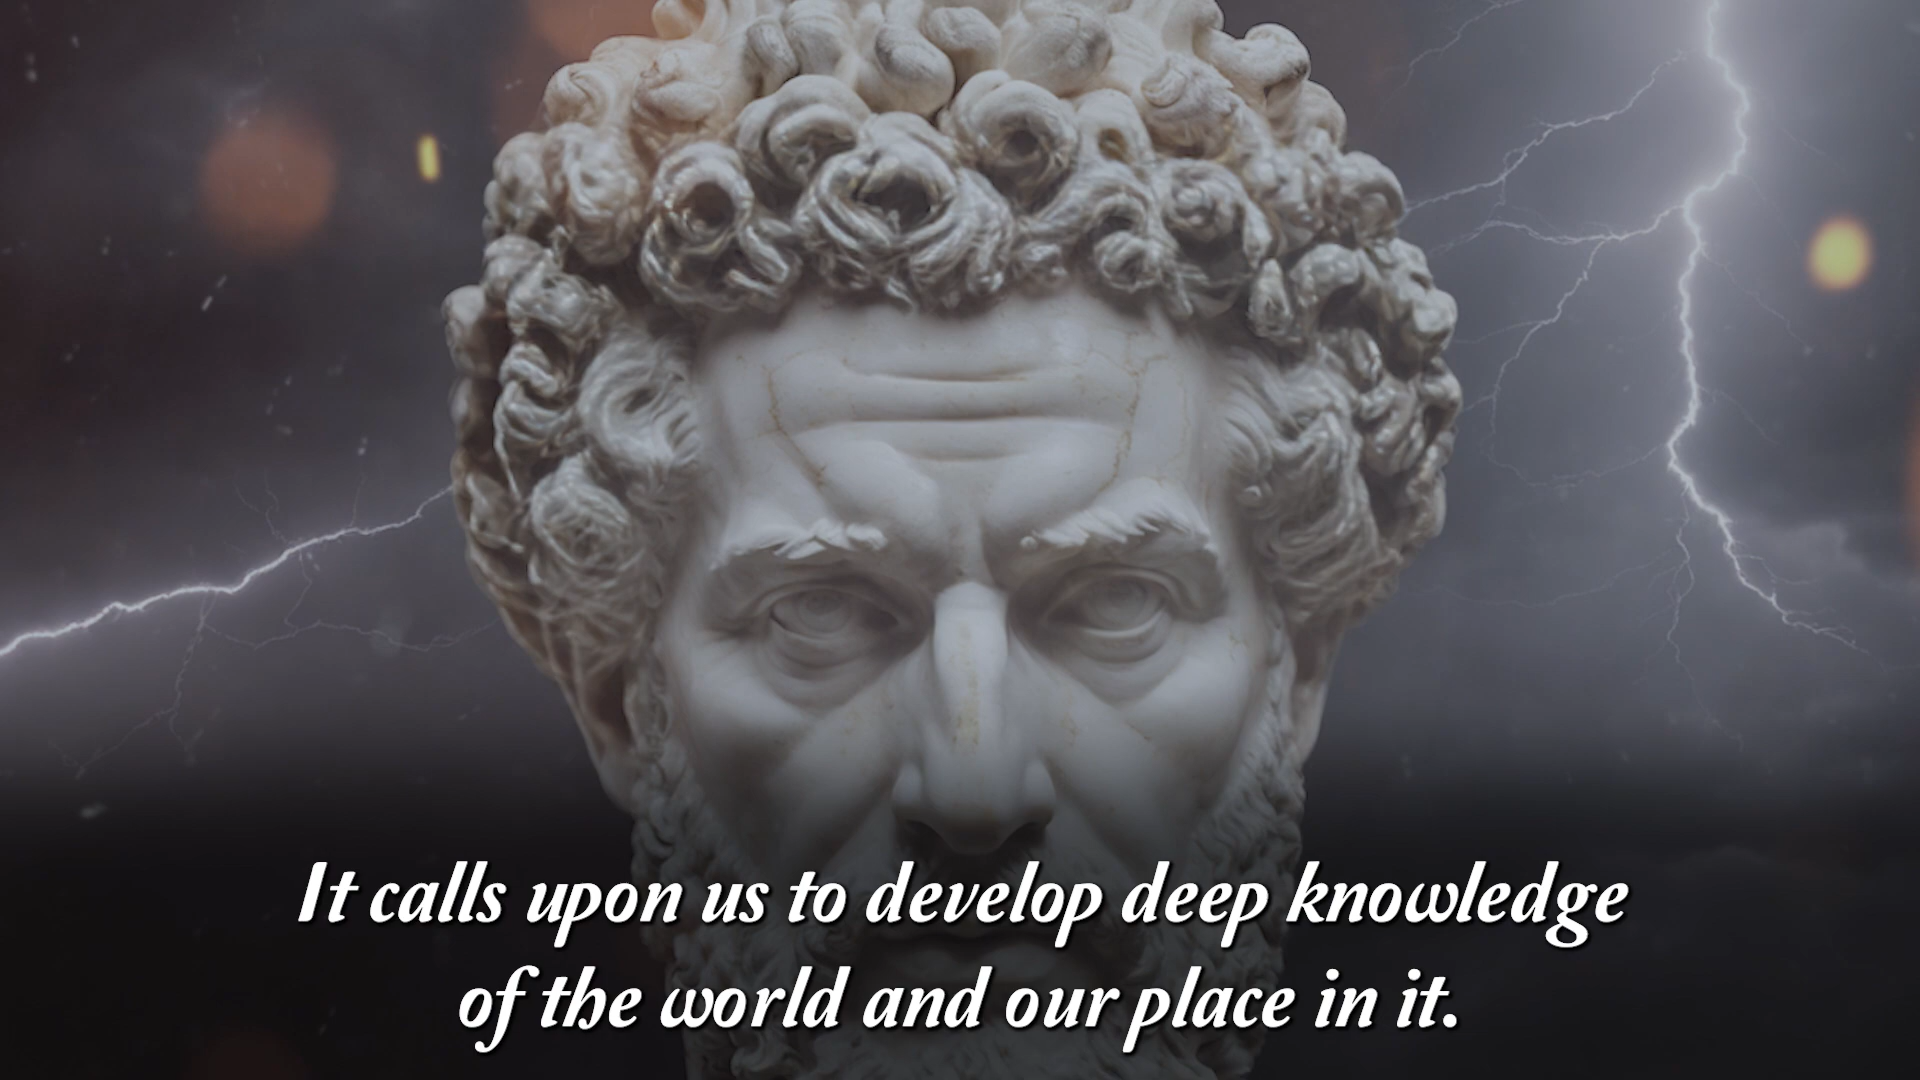 It calls upon us to develop deep knowledge
of the world and our place in it.